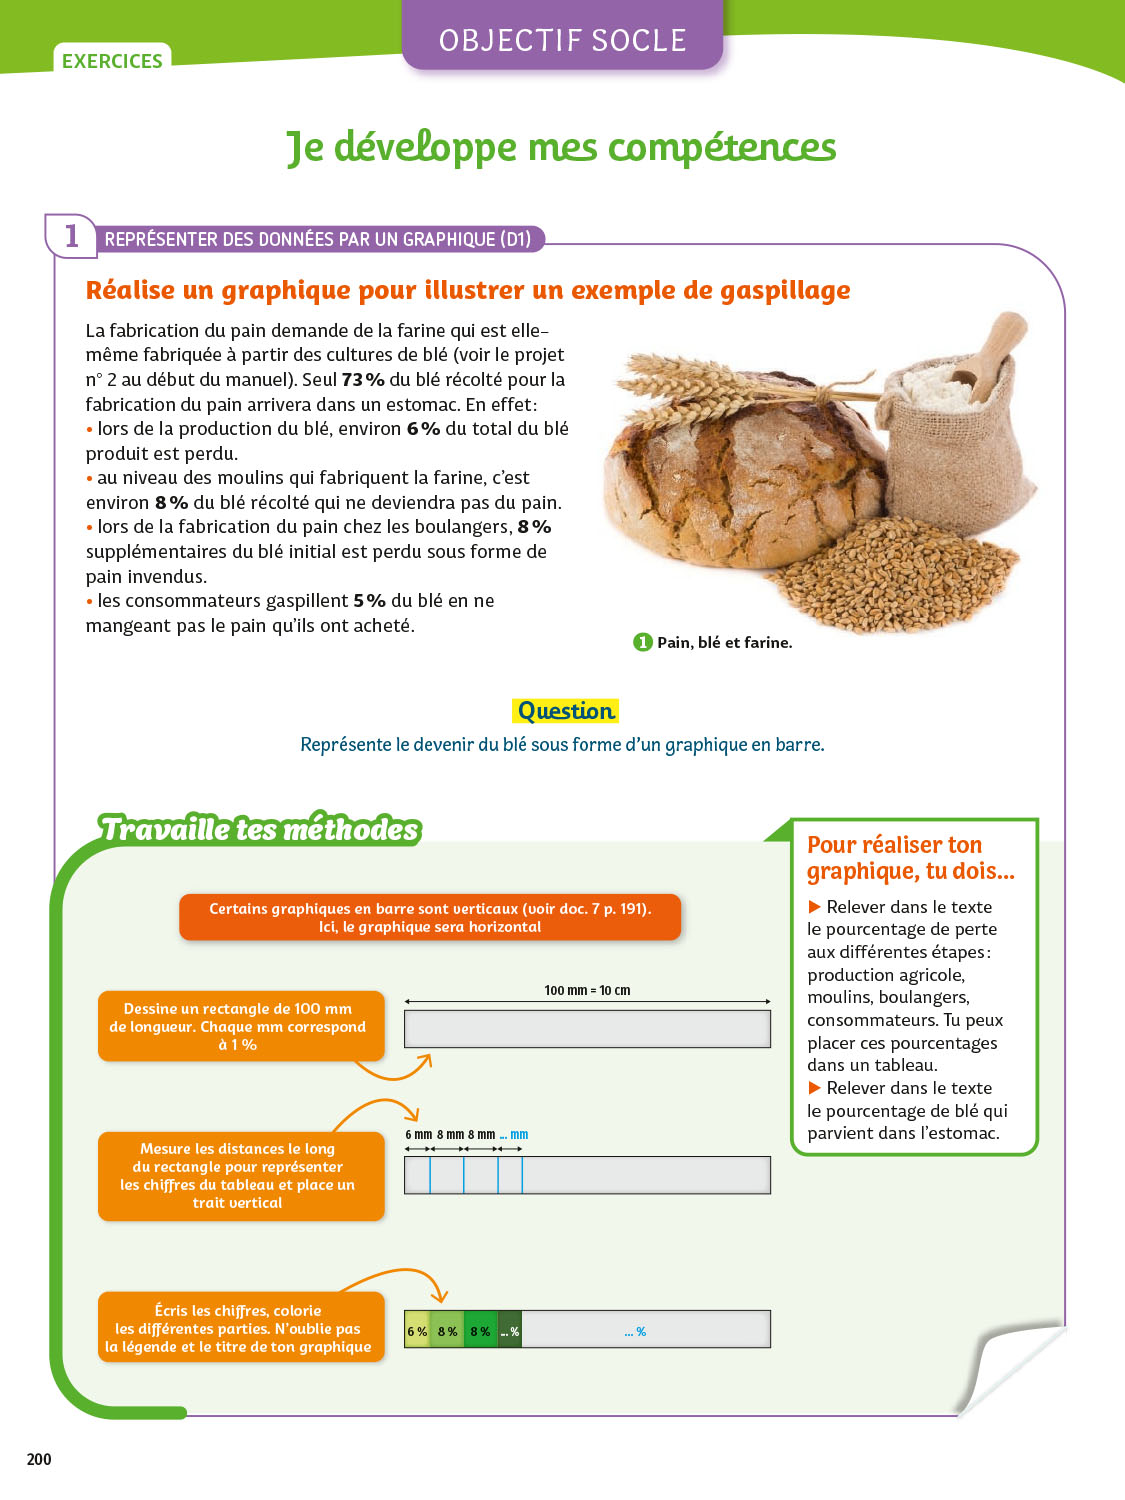 OBJECTIF SOCLE
EXERCICES
Je développe mes compétences
1 REPRÉSENTER DES DONNÉES PAR UN GRAPHIQUE (D1)
Réalise un graphique pour illustrer un exemple de gaspillage
La fabrication du pain demande de la farine qui est elle-
même fabriquée à partir des cultures de blé (voir le projet
n° 2 au début du manuel). Seul 73 % du blé récolté pour la
fabrication du pain arrivera dans un estomac. En effet :
• lors de la production du blé, environ 6 % du total du blé
produit est perdu.
• au niveau des moulins qui fabriquent la farine, c'est
environ 8 % du blé récolté qui ne deviendra pas du pain.
• lors de la fabrication du pain chez les boulangers, 8 %
supplémentaires du blé initial est perdu sous forme de
pain invendus.
• les consommateurs gaspillent 5 % du blé en ne
mangeant pas le pain qu'ils ont acheté.
1 Pain, blé et farine.
Question
Représente le devenir du blé sous forme d'un graphique en barre.
Travaille tes méthodes
Certains graphiques en barre sont verticaux (voir doc. 7 p. 191).
Ici, le graphique sera horizontal
Dessine un rectangle de 100 mm
de longueur. Chaque mm correspond
à 1 %
100 mm = 10 cm
Mesure les distances le long
du rectangle pour représenter
les chiffres du tableau et place un
trait vertical
6 mm 8 mm 8 mm ... mm
Écris les chiffres, colorie
les différentes parties. N'oublie pas
la légende et le titre de ton graphique
6 % 8 % 8 % ... % ... %
Pour réaliser ton
graphique, tu dois...
▶ Relever dans le texte
le pourcentage de perte
aux différentes étapes :
production agricole,
moulins, boulangers,
consommateurs. Tu peux
placer ces pourcentages
dans un tableau.
▶ Relever dans le texte
le pourcentage de blé qui
parvient dans l'estomac.
200